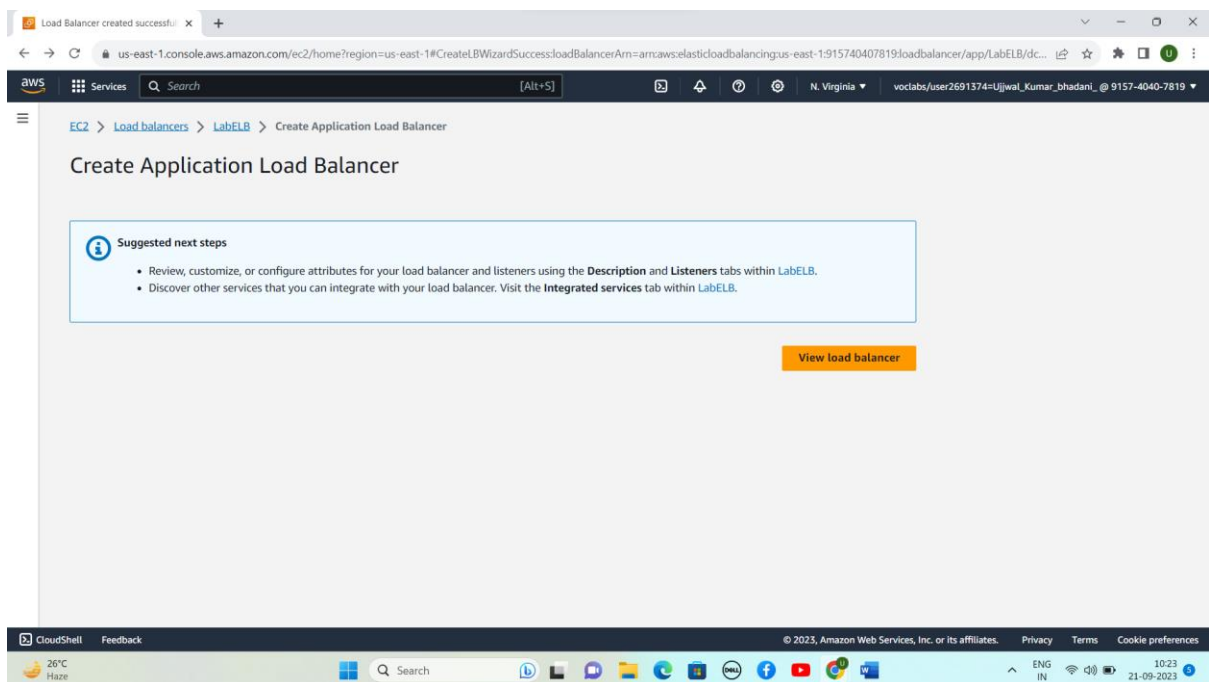 Load Balancer created successful
us-east-1.console.aws.amazon.com/ec2/home?region=us-east-1#CreateLBWizardSuccess:loadBalancerArn=arn:aws:elasticloadbalancing:us-east-1:915740407819:loadbalancer/app/LabELB/dc...
U
aws Services Search [Alt+S] N. Virginia voclabs/user2691374=Ujjwal_Kumar_bhadani_ @ 9157-4040-7819
EC2 > Load balancers > LabELB > Create Application Load Balancer
Create Application Load Balancer
Suggested next steps
• Review, customize, or configure attributes for your load balancer and listeners using the Description and Listeners tabs within LabELB.
• Discover other services that you can integrate with your load balancer. Visit the Integrated services tab within LabELB.
View load balancer
CloudShell Feedback © 2023, Amazon Web Services, Inc. or its affiliates. Privacy Terms Cookie preferences
26°C
Haze
Search
DELL
ENG
IN
10:23
21-09-2023
5